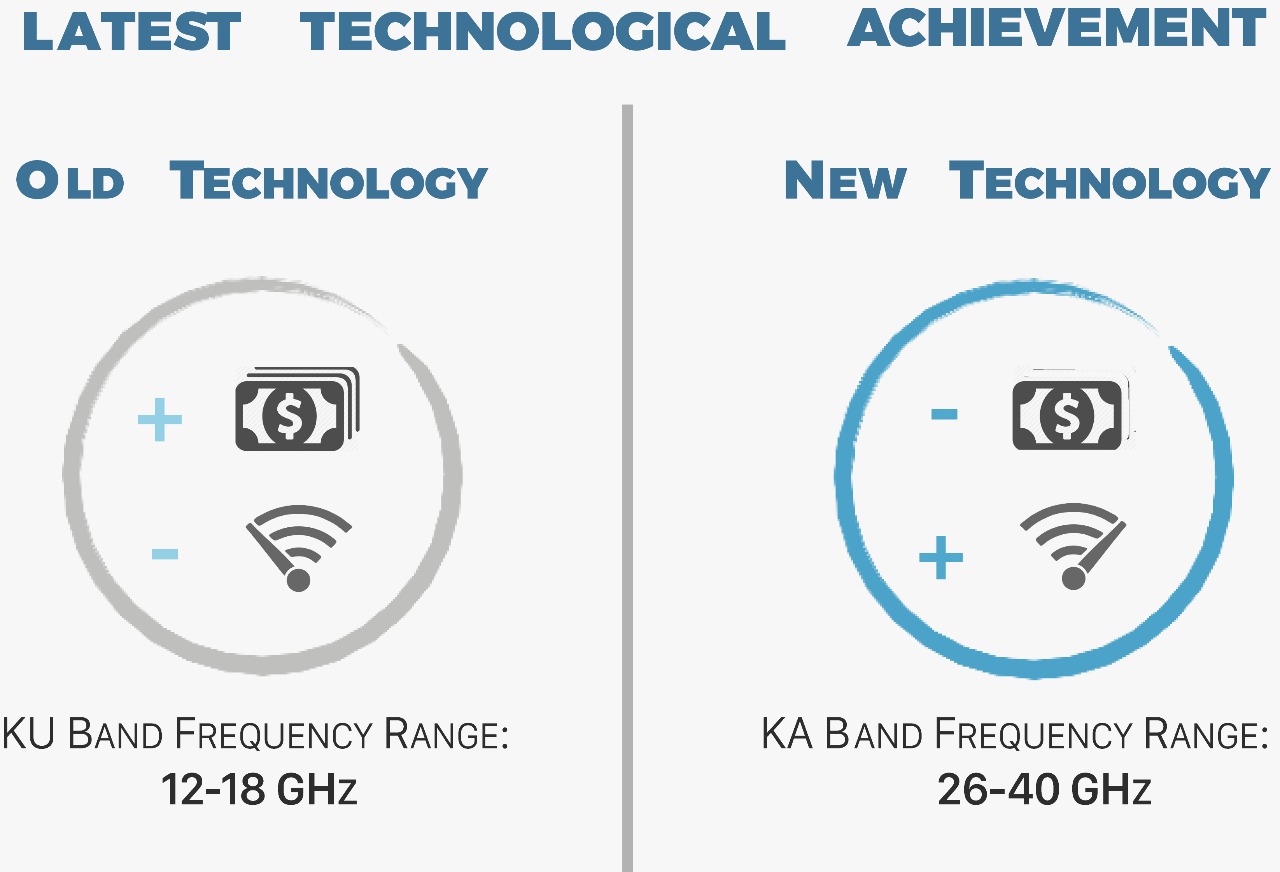 LATEST TECHNOLOGICAL ACHIEVEMENT
OLD TECHNOLOGY
+ $
-
KU BAND FREQUENCY RANGE:
12-18 GHz
NEW TECHNOLOGY
- $
+
KA BAND FREQUENCY RANGE:
26-40 GHz